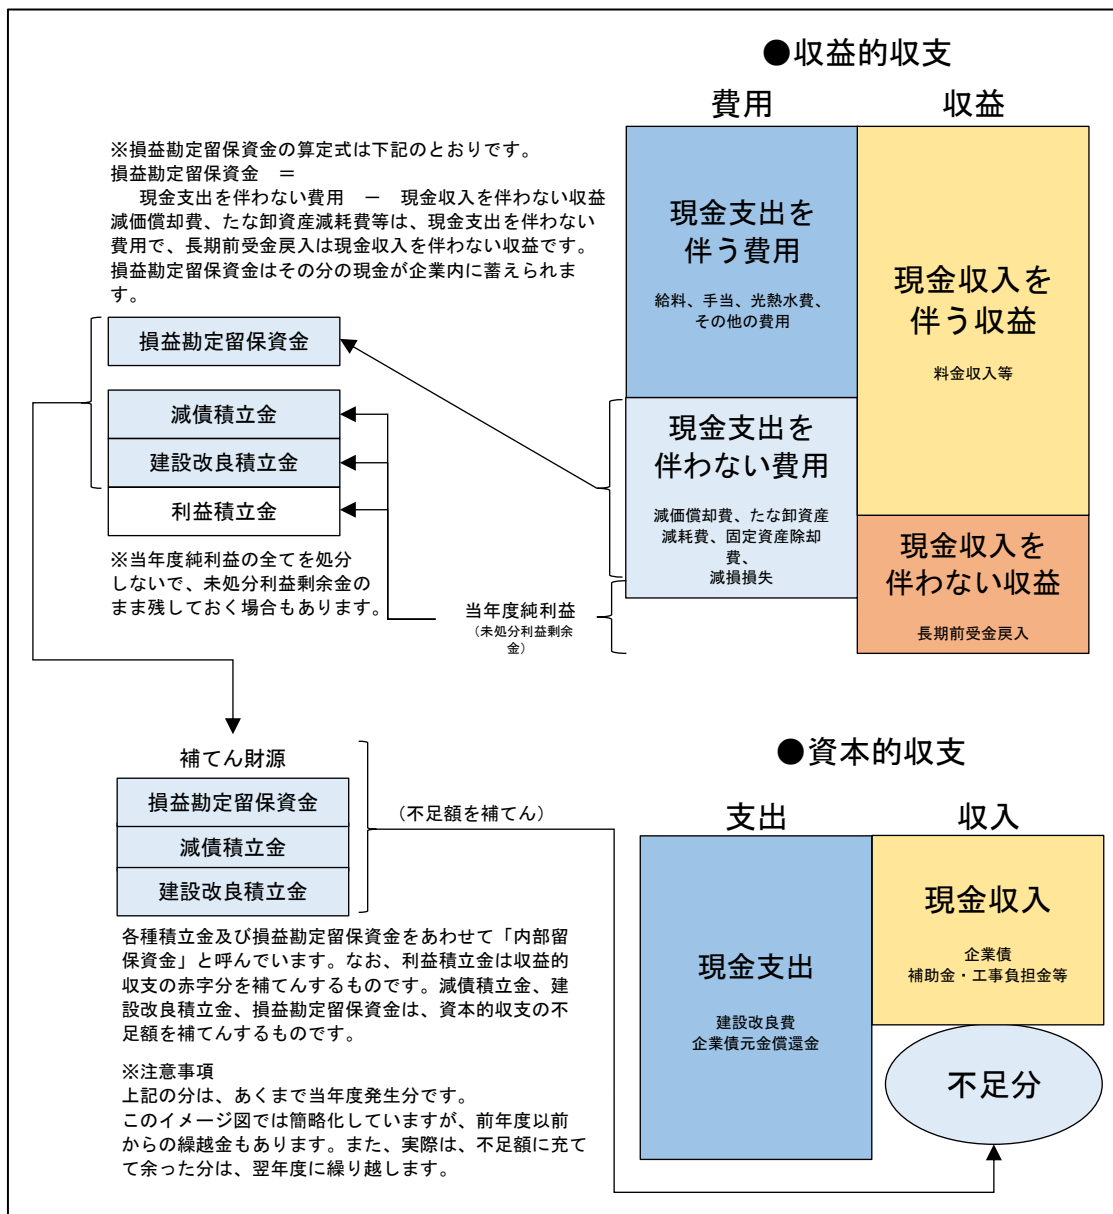 ●収益的収支
費用
収益
※損益勘定留保資金の算定式は下記のとおりです。
損益勘定留保資金　＝
現金支出を伴わない費用　－　現金収入を伴わない収益
減価償却費、たな卸資産減耗費等は、現金支出を伴わない
費用で、長期前受金戻入は現金収入を伴わない収益です。
損益勘定留保資金はその分の現金が企業内に蓄えられま
す。
現金支出を
伴う費用
給料、手当、光熱水費、
その他の費用
現金収入を
伴う収益
料金収入等
損益勘定留保資金
減債積立金
建設改良積立金
利益積立金
現金支出を
伴わない費用
減価償却費、たな卸資産
減耗費、固定資産除却
費、
減損損失
現金収入を
伴わない収益
長期前受金戻入
※当年度純利益の全てを処分
しないで、未処分利益剰余金の
まま残しておく場合もあります。
当年度純利益
（未処分利益剰余
金）
補てん財源
損益勘定留保資金
減債積立金
建設改良積立金
（不足額を補てん）
●資本的収支
支出
収入
現金支出
建設改良費
企業債元金償還金
現金収入
企業債
補助金・工事負担金等
不足分
各種積立金及び損益勘定留保資金をあわせて「内部留
保資金」と呼んでいます。なお、利益積立金は収益的
収支の赤字分を補てんするものです。減債積立金、建
設改良積立金、損益勘定留保資金は、資本的収支の不
足額を補てんするものです。
※注意事項
上記の分は、あくまで当年度発生分です。
このイメージ図では簡略化していますが、前年度以前
からの繰越金もあります。また、実際は、不足額に充て
て余った分は、翌年度に繰り越します。